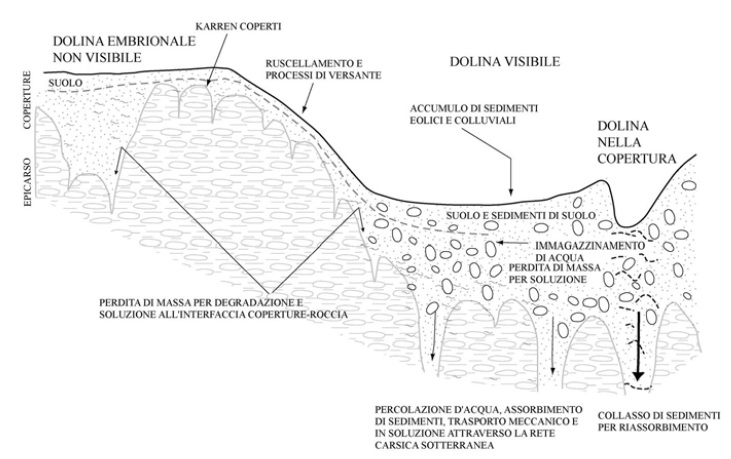 KARREN COPERTI
DOLINA EMBRIONALE
NON VISIBILE
RUSCELLAMENTO E
PROCESSI DI VERSANTE
DOLINA VISIBILE
SUOLO
COPERTURE
EPICARSO
ACCUMULO DI SEDIMENTI
EOLICI E COLLUVIALI
DOLINA
NELLA
COPERTURA
SUOLO E SEDIMENTI DI SUOLO
IMMAGAZZINAMENTO
DI ACQUA
PERDITA DI MASSA
PER SOLUZIONE
PERDITA DI MASSA PER DEGRADAZIONE E
SOLUZIONE ALL'INTERFACCIA COPERTURE-ROCCIA
PERCOLAZIONE D'ACQUA, ASSORBIMENTO
DI SEDIMENTI, TRASPORTO MECCANICO E
IN SOLUZIONE ATTRAVERSO LA RETE
CARSICA SOTTERRANEA
COLLASSO DI SEDIMENTI
PER RIASSORBIMENTO